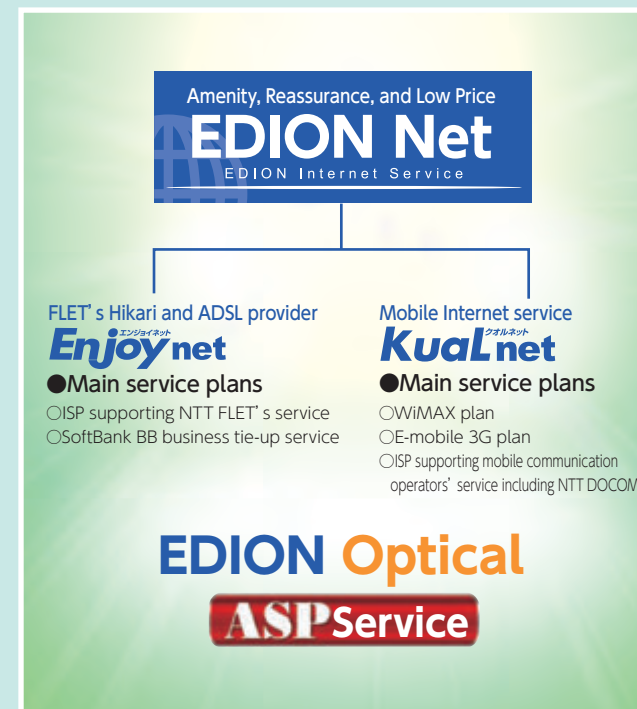 Amenity, Reassurance, and Low Price
EDION Net
EDION Internet Service
FLET's Hikari and ADSL provider
エンジョイネット
Enjoy net
●Main service plans
○ISP supporting NTT FLET's service
○SoftBank BB business tie-up service
Mobile Internet service
クオルネット
KuaL net
●Main service plans
○WiMAX plan
○E-mobile 3G plan
○ISP supporting mobile communication
operators' service including NTT DOCOM
EDION Optical
ASP Service